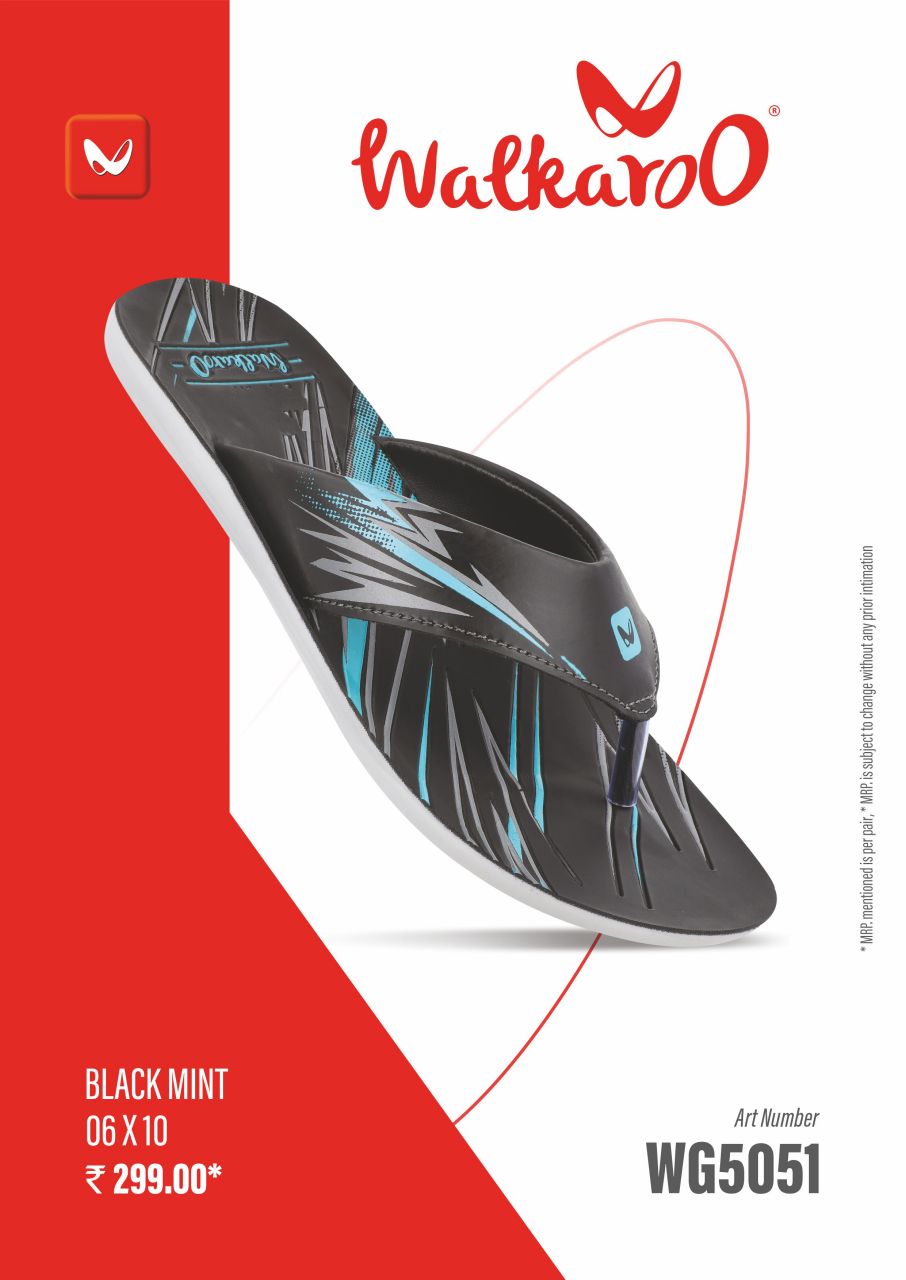 Walkaroo®
Walkaroo
* MRP. mentioned is per pair, * MRP. is subject to change without any prior intimation
BLACK MINT
06 X 10
₹ 299.00*
Art Number
WG5051